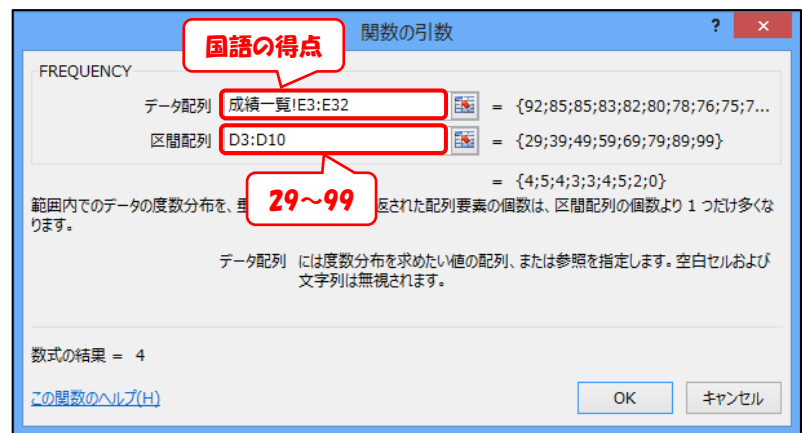 関数の引数
? ×
国語の得点
FREQUENCY
データ配列 成績一覧!E3:E32 = {92;85;85;83;82;80;78;76;75;7...
区間配列 D3:D10 = {29;39;49;59;69;79;89;99}
= {4;5;4;3;3;4;5;2;0}
29～99
範囲内でのデータの度数分布を、垂 返された配列要素の個数は、区間配列の個数より 1 つだけ多くな
ります。
データ配列 には度数分布を求めたい値の配列、または参照を指定します。空白セルおよび
文字列は無視されます。
数式の結果 = 4
この関数のヘルプ(H)
OK キャンセル